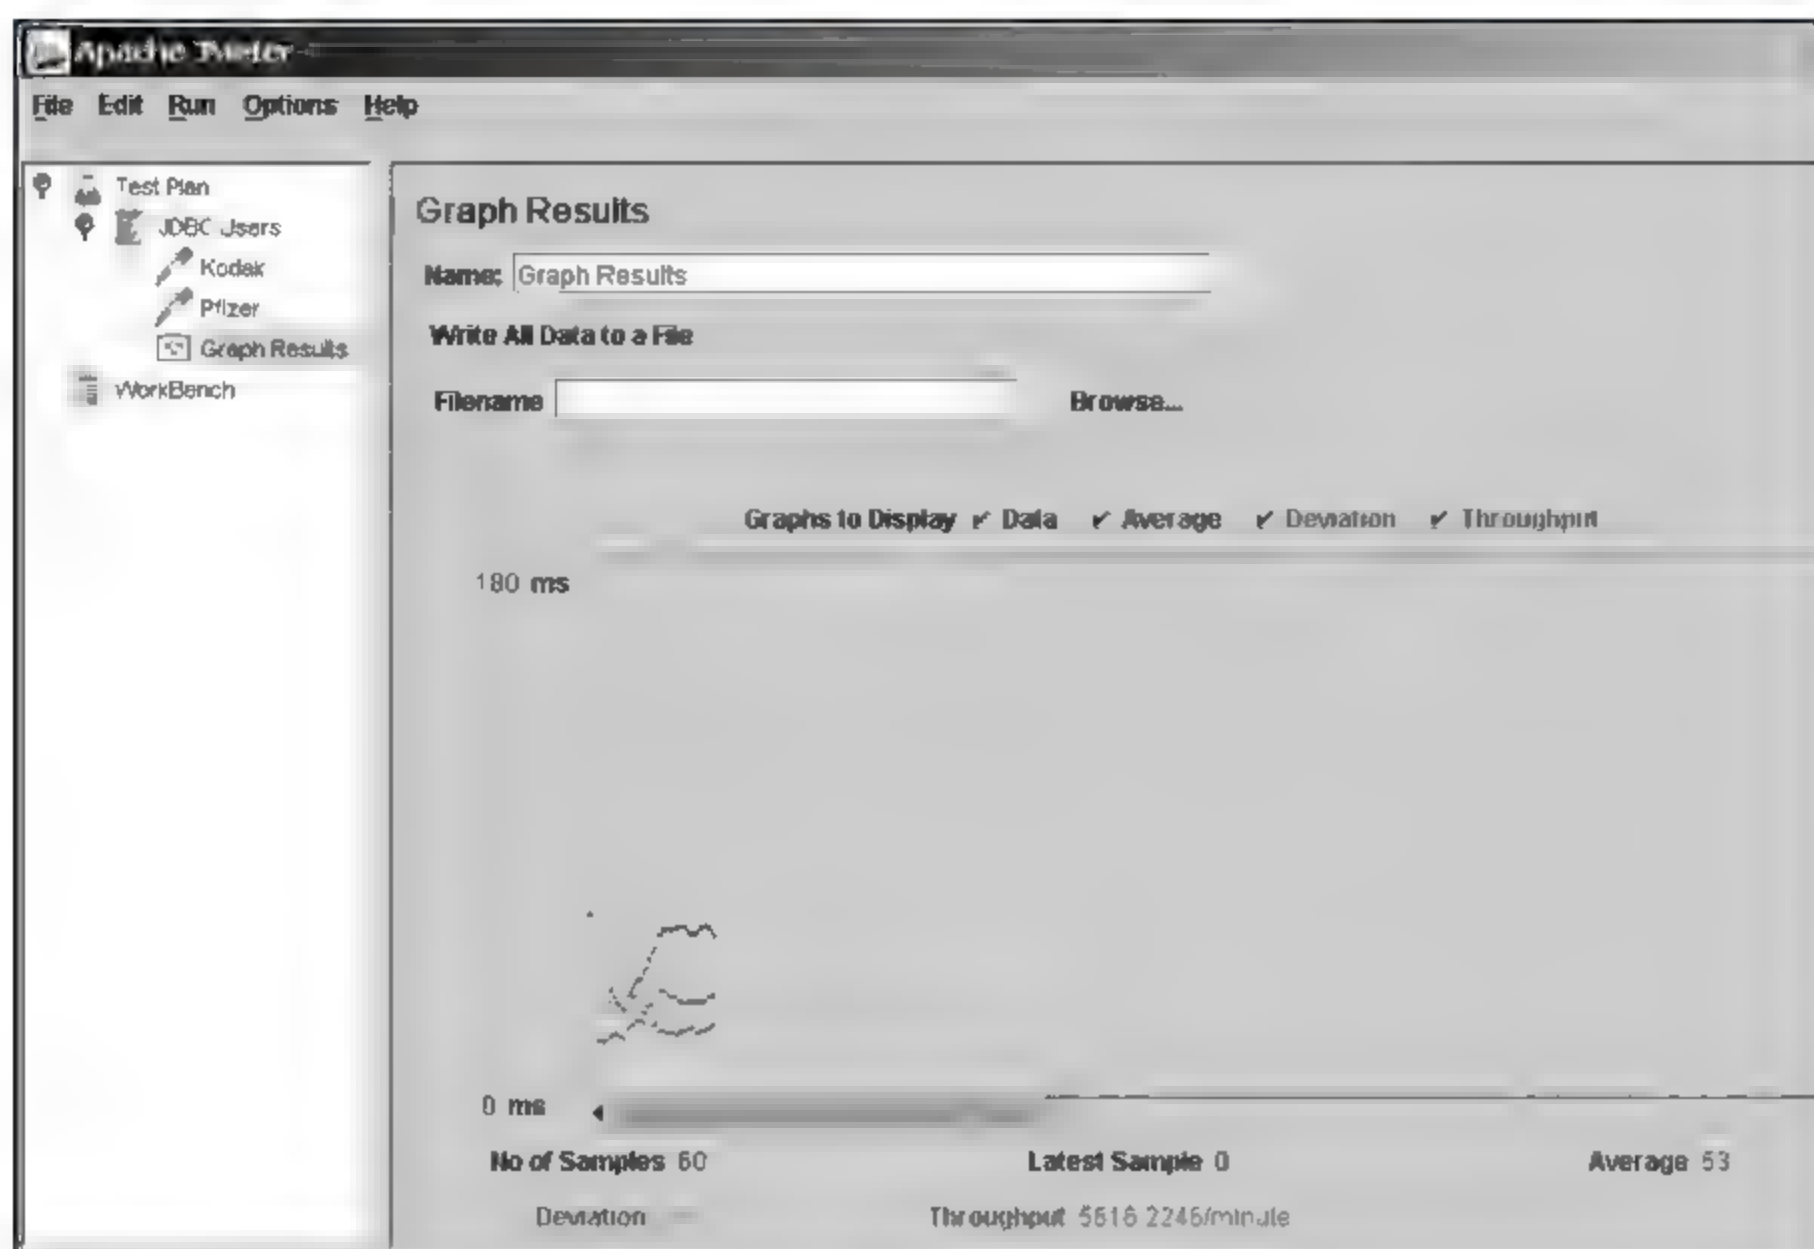 Apache JMeter
File Edit Run Options Help
Test Plan
JDBC Users
Kodak
Pfizer
Graph Results
WorkBench
Graph Results
Name: Graph Results
Write All Data to a File
Filename Browse...
Graphs to Display Data Average Deviation Throughput
180 ms
0 ms
No of Samples 60 Latest Sample 0 Average 53
Deviation Throughput 5616.2246/minute